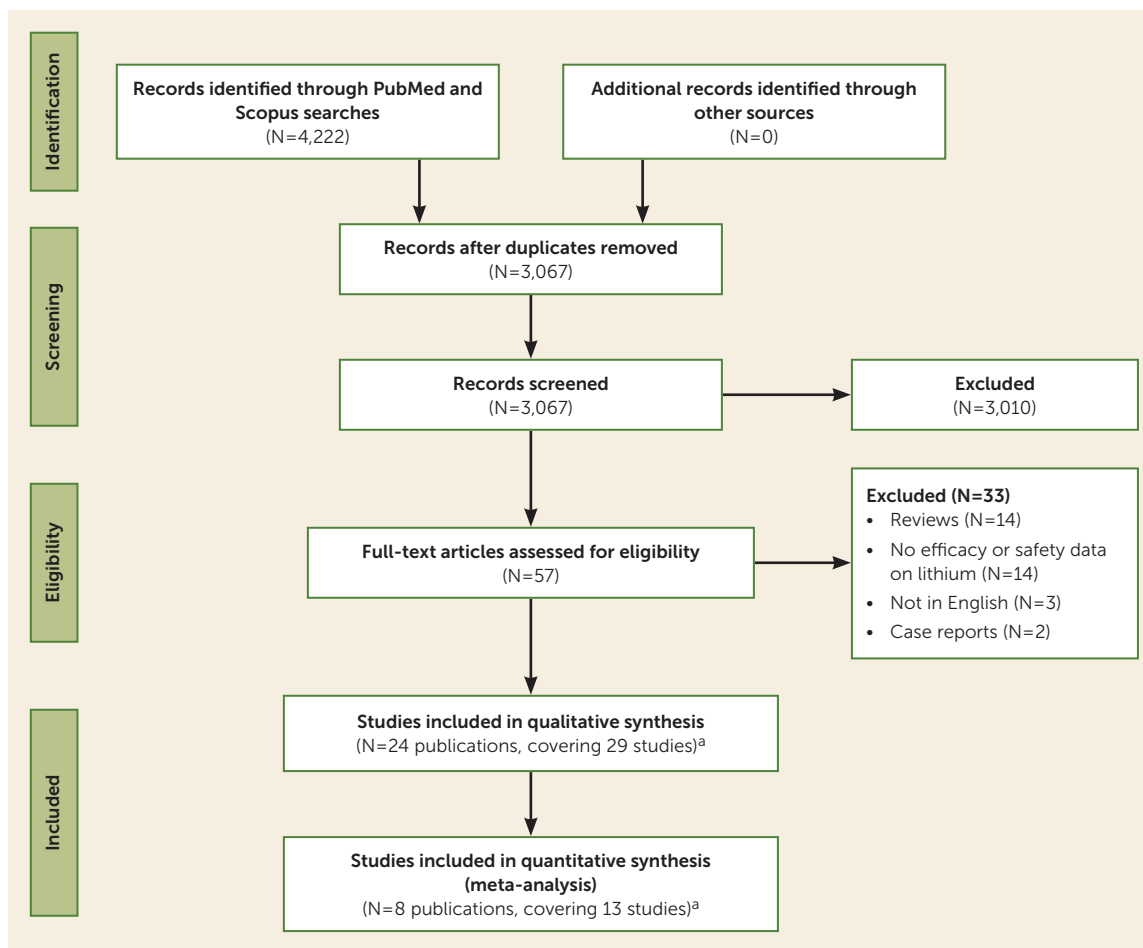 Identification
Records identified through PubMed and
Scopus searches
(N=4,222)
Additional records identified through
other sources
(N=0)
Screening
Records after duplicates removed
(N=3,067)
Records screened
(N=3,067)
Excluded
(N=3,010)
Eligibility
Full-text articles assessed for eligibility
(N=57)
Excluded (N=33)
• Reviews (N=14)
• No efficacy or safety data
on lithium (N=14)
• Not in English (N=3)
• Case reports (N=2)
Included
Studies included in qualitative synthesis
(N=24 publications, covering 29 studies)a
Studies included in quantitative synthesis
(meta-analysis)
(N=8 publications, covering 13 studies)a